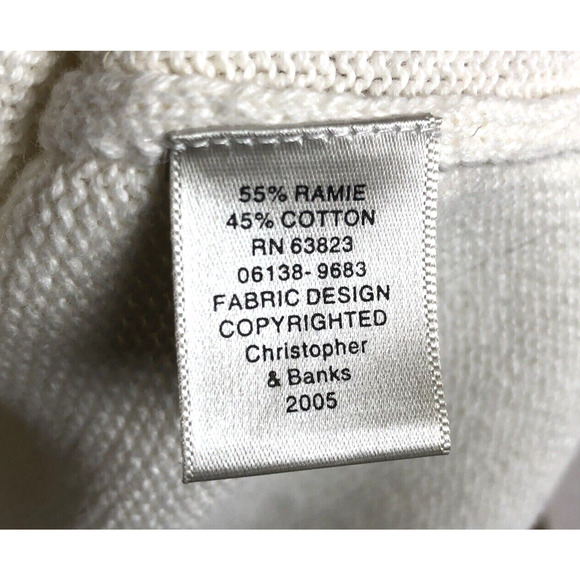 55% RAMIE
45% COTTON
RN 63823
06138-9683
FABRIC DESIGN
COPYRIGHTED
Christopher
& Banks
2005